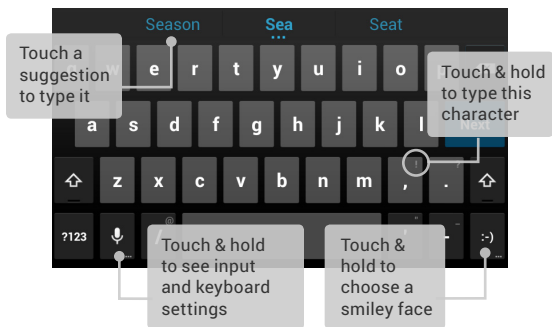 Season Sea Seat
Touch a
suggestion
to type it
w e r t y u i o p
Touch & hold
to type this
character
a s d f g h j k l Next
z x c v b n m , ! . ?
?123 / @ ' " - _ :-)
Touch & hold
to see input
and keyboard
settings
Touch &
hold to
choose a
smiley face